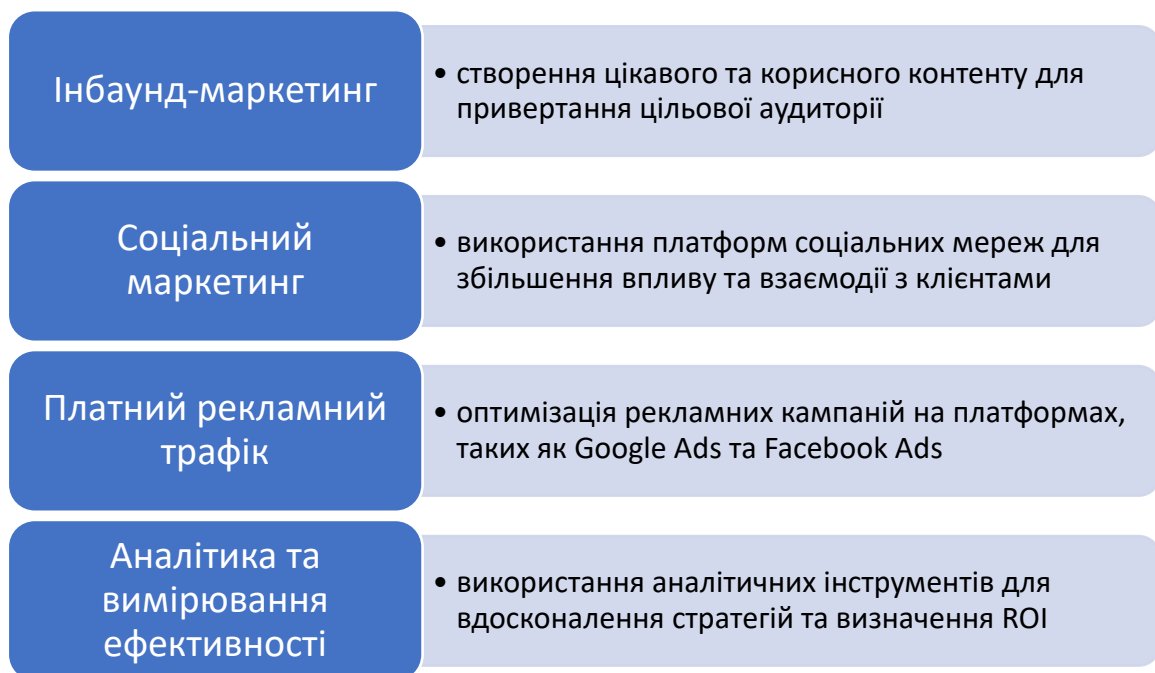 Інбаунд-маркетинг
• створення цікавого та корисного контенту для
привертання цільової аудиторії
Соціальний
маркетинг
• використання платформ соціальних мереж для
збільшення впливу та взаємодії з клієнтами
Платний рекламний
трафік
• оптимізація рекламних кампаній на платформах,
таких як Google Ads та Facebook Ads
Аналітика та
вимірювання
ефективності
• використання аналітичних інструментів для
вдосконалення стратегій та визначення ROI